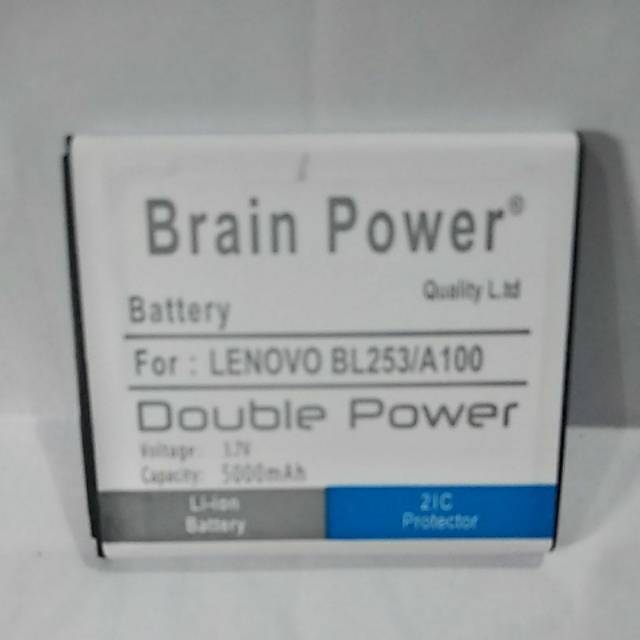 Brain Power®
Quality L.td
Battery
For : LENOVO BL253/A100
Double Power
Voltage: 3.7V
Capacity: 5000mAh
Li-ion
Battery
2IC
Protector